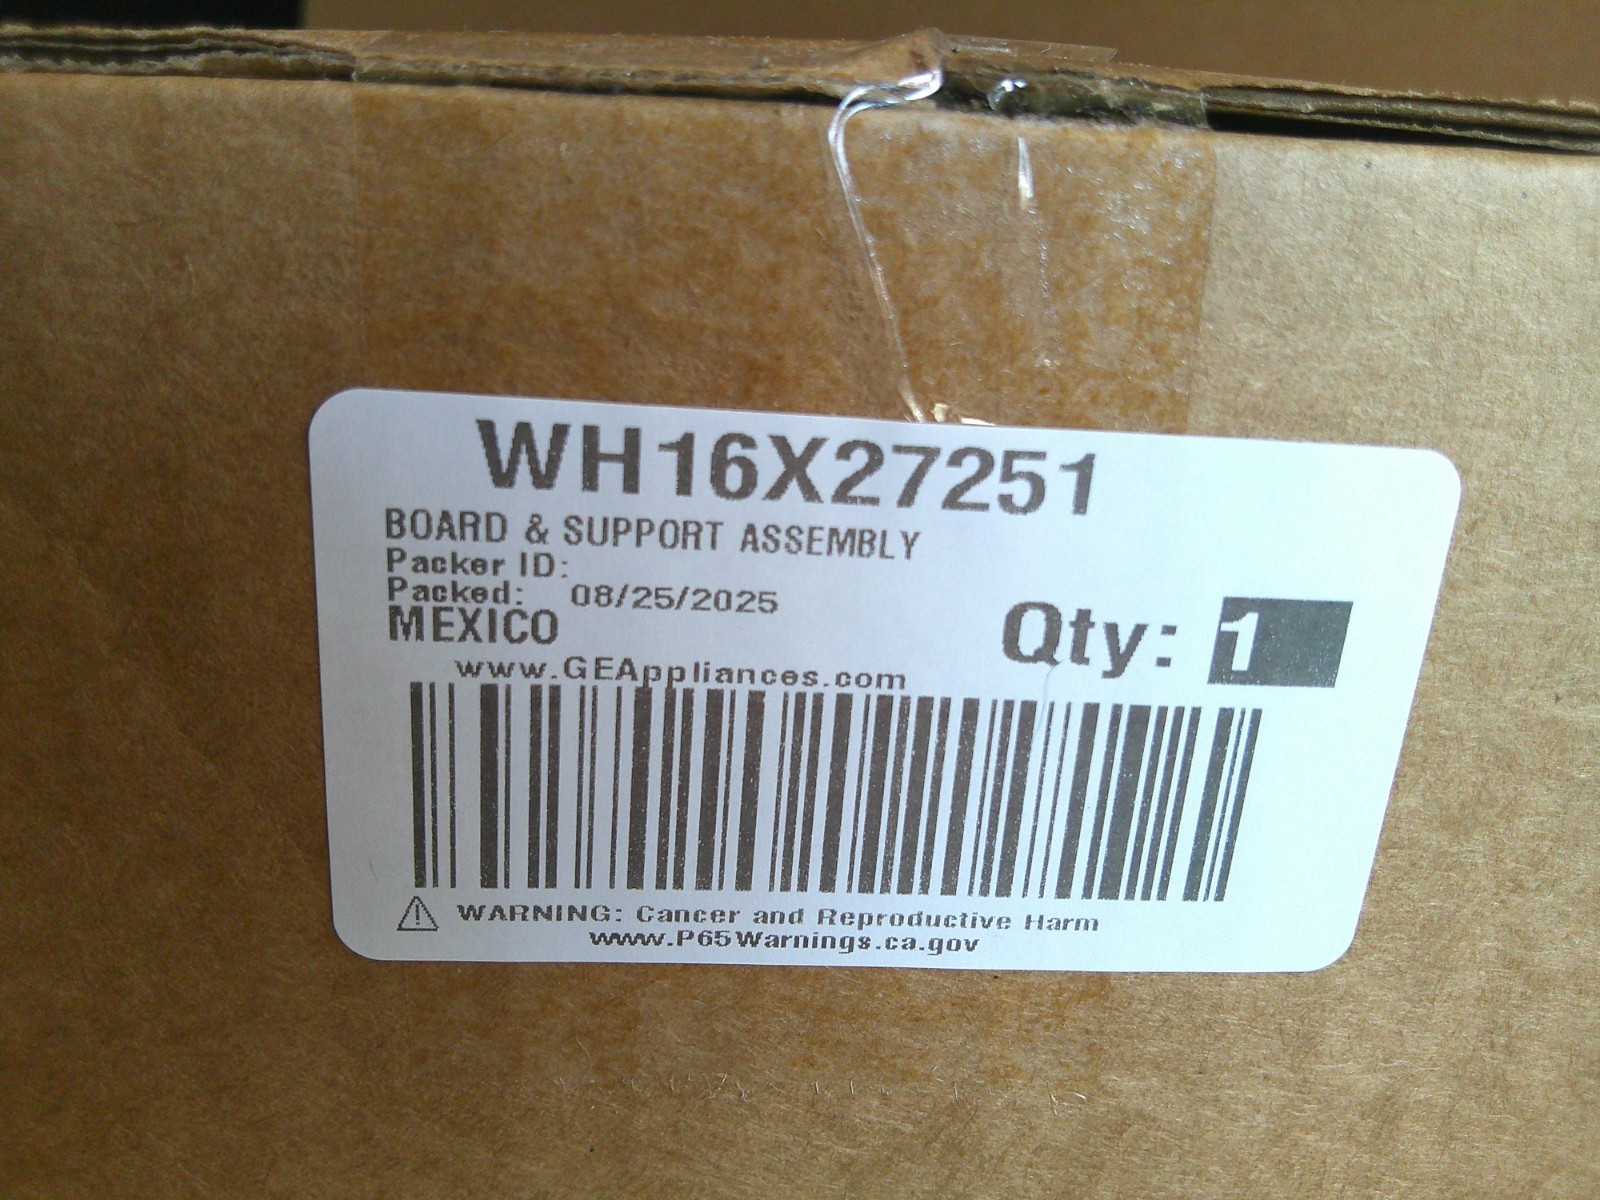 WH16X27251
BOARD & SUPPORT ASSEMBLY
Packer ID:
Packed: 08/25/2025
MEXICO
Qty: 1
www.GEAppliances.com
WARNING: Cancer and Reproductive Harm
www.P65Warnings.ca.gov